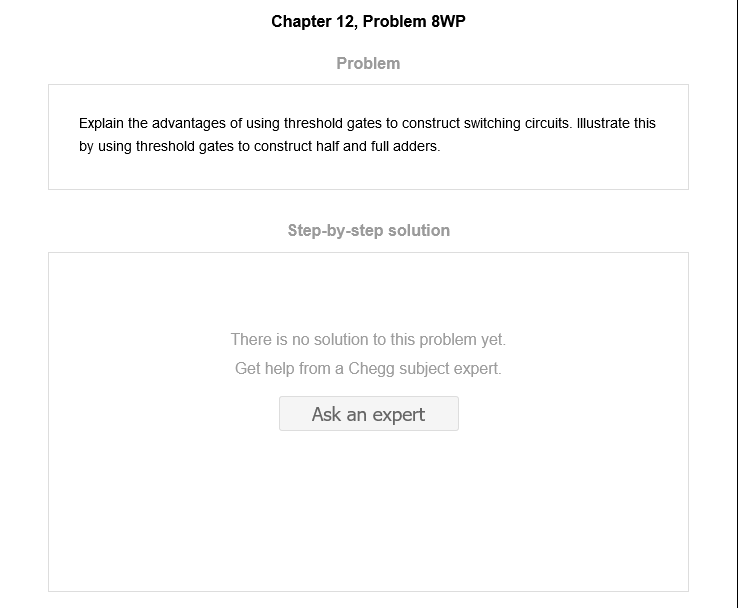 Chapter 12, Problem 8WP
Problem
Explain the advantages of using threshold gates to construct switching circuits. Illustrate this
by using threshold gates to construct half and full adders.
Step-by-step solution
There is no solution to this problem yet.
Get help from a Chegg subject expert.
Ask an expert